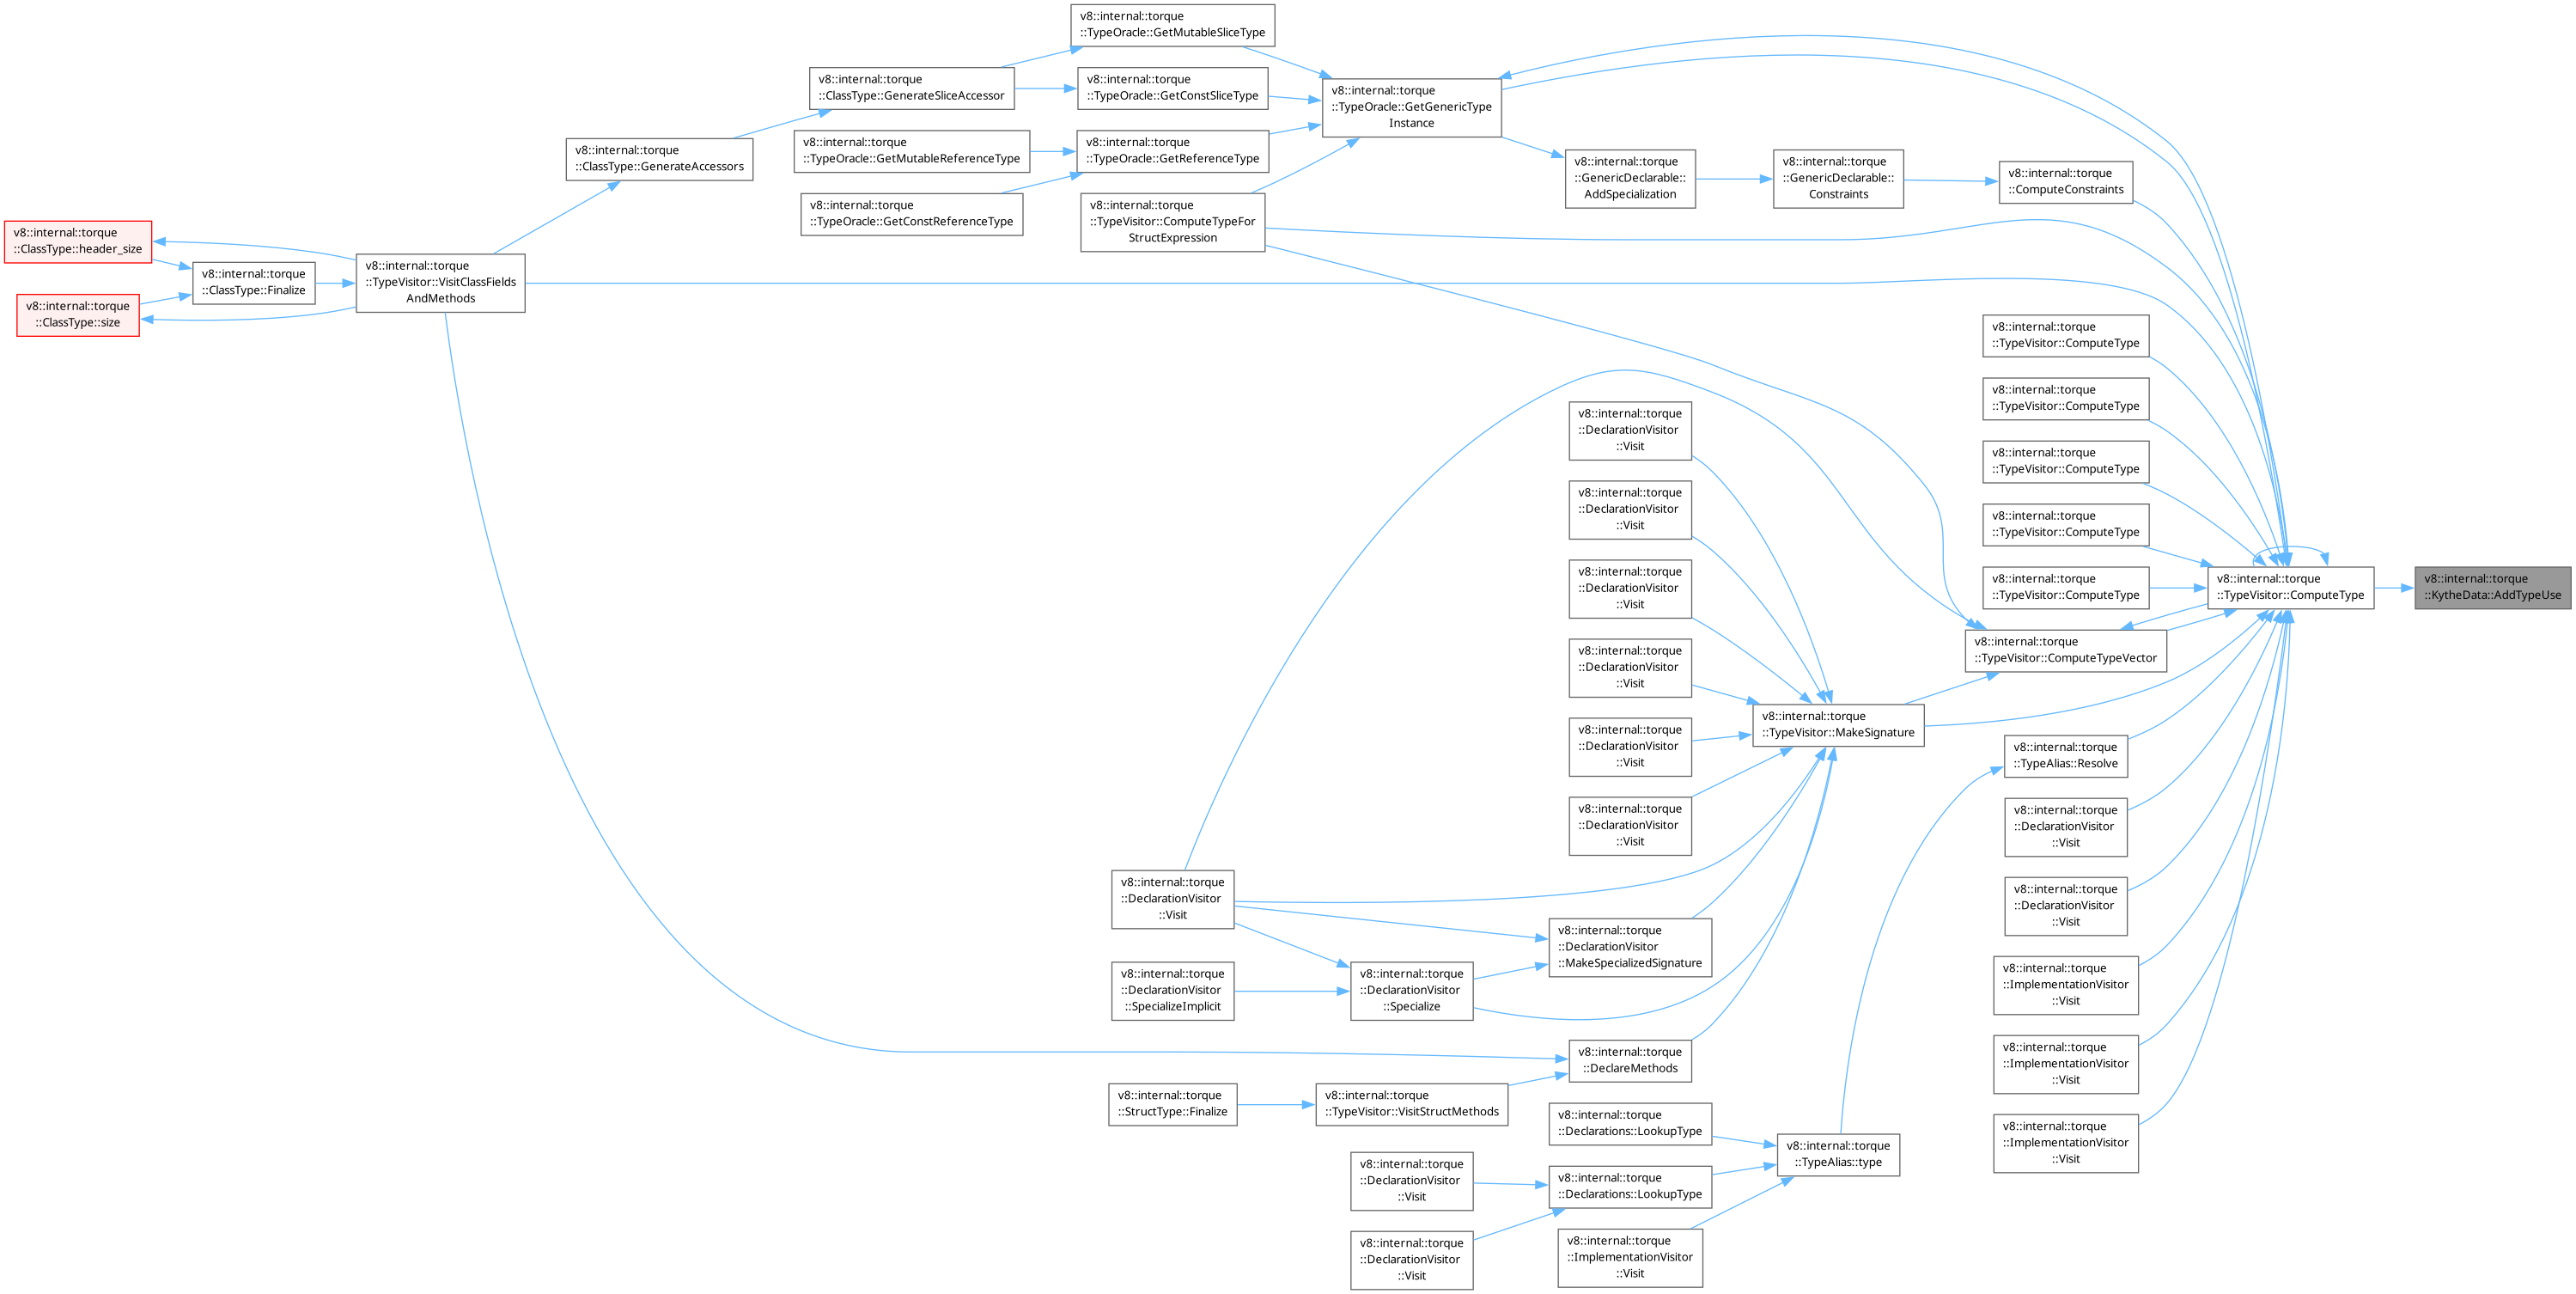 v8::internal::torque
::TypeOracle::GetMutableSliceType
v8::internal::torque
::ClassType::GenerateSliceAccessor
v8::internal::torque
::TypeOracle::GetConstSliceType
v8::internal::torque
::TypeOracle::GetGenericType
Instance
v8::internal::torque
::ClassType::GenerateAccessors
v8::internal::torque
::TypeOracle::GetMutableReferenceType
v8::internal::torque
::TypeOracle::GetReferenceType
v8::internal::torque
::GenericDeclarable::
AddSpecialization
v8::internal::torque
::GenericDeclarable::
Constraints
v8::internal::torque
::ComputeConstraints
v8::internal::torque
::TypeOracle::GetConstReferenceType
v8::internal::torque
::TypeVisitor::ComputeTypeFor
StructExpression
v8::internal::torque
::ClassType::header_size
v8::internal::torque
::ClassType::Finalize
v8::internal::torque
::TypeVisitor::VisitClassFields
AndMethods
v8::internal::torque
::ClassType::size
v8::internal::torque
::TypeVisitor::ComputeType
v8::internal::torque
::TypeVisitor::ComputeType
v8::internal::torque
::TypeVisitor::ComputeType
v8::internal::torque
::TypeVisitor::ComputeType
v8::internal::torque
::TypeVisitor::ComputeType
v8::internal::torque
::TypeVisitor::ComputeType
v8::internal::torque
::KytheData::AddTypeUse
v8::internal::torque
::TypeVisitor::ComputeTypeVector
v8::internal::torque
::DeclarationVisitor
::Visit
v8::internal::torque
::DeclarationVisitor
::Visit
v8::internal::torque
::DeclarationVisitor
::Visit
v8::internal::torque
::DeclarationVisitor
::Visit
v8::internal::torque
::DeclarationVisitor
::Visit
v8::internal::torque
::DeclarationVisitor
::Visit
v8::internal::torque
::TypeVisitor::MakeSignature
v8::internal::torque
::TypeAlias::Resolve
v8::internal::torque
::DeclarationVisitor
::Visit
v8::internal::torque
::DeclarationVisitor
::Visit
v8::internal::torque
::ImplementationVisitor
::Visit
v8::internal::torque
::ImplementationVisitor
::Visit
v8::internal::torque
::ImplementationVisitor
::Visit
v8::internal::torque
::DeclarationVisitor
::Visit
v8::internal::torque
::DeclarationVisitor
::MakeSpecializedSignature
v8::internal::torque
::DeclarationVisitor
::SpecializeImplicit
v8::internal::torque
::DeclarationVisitor
::Specialize
v8::internal::torque
::DeclareMethods
v8::internal::torque
::StructType::Finalize
v8::internal::torque
::TypeVisitor::VisitStructMethods
v8::internal::torque
::Declarations::LookupType
v8::internal::torque
::TypeAlias::type
v8::internal::torque
::DeclarationVisitor
::Visit
v8::internal::torque
::Declarations::LookupType
v8::internal::torque
::DeclarationVisitor
::Visit
v8::internal::torque
::ImplementationVisitor
::Visit